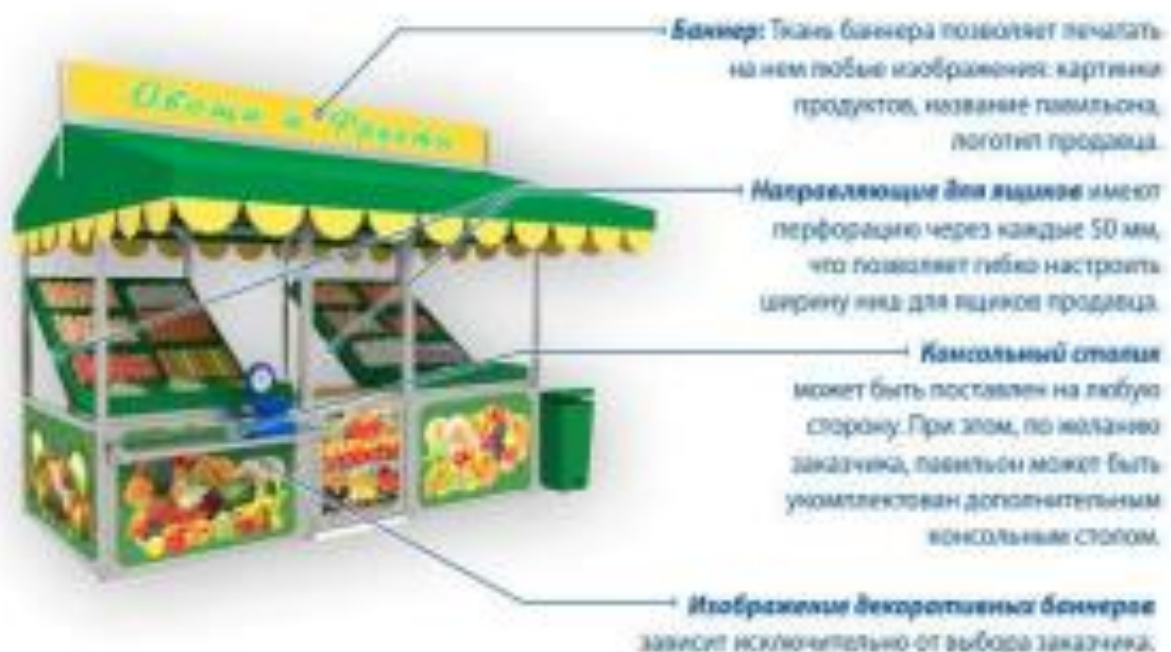 Овощи и Фрукты
Баннер: Ткань баннера позволяет печатать
на нем любые изображения: картинки
продуктов, название павильона,
логотип продавца.
Направляющие для ящиков имеют
перфорацию через каждые 50 мм,
что позволяет гибко настроить
ширину ниш для ящиков продавца.
Консольный столик
может быть поставлен на любую
сторону. При этом, по желанию
заказчика, павильон может быть
укомплектован дополнительным
консольным столом.
Изображение декоративных баннеров
зависит исключительно от выбора заказчика.